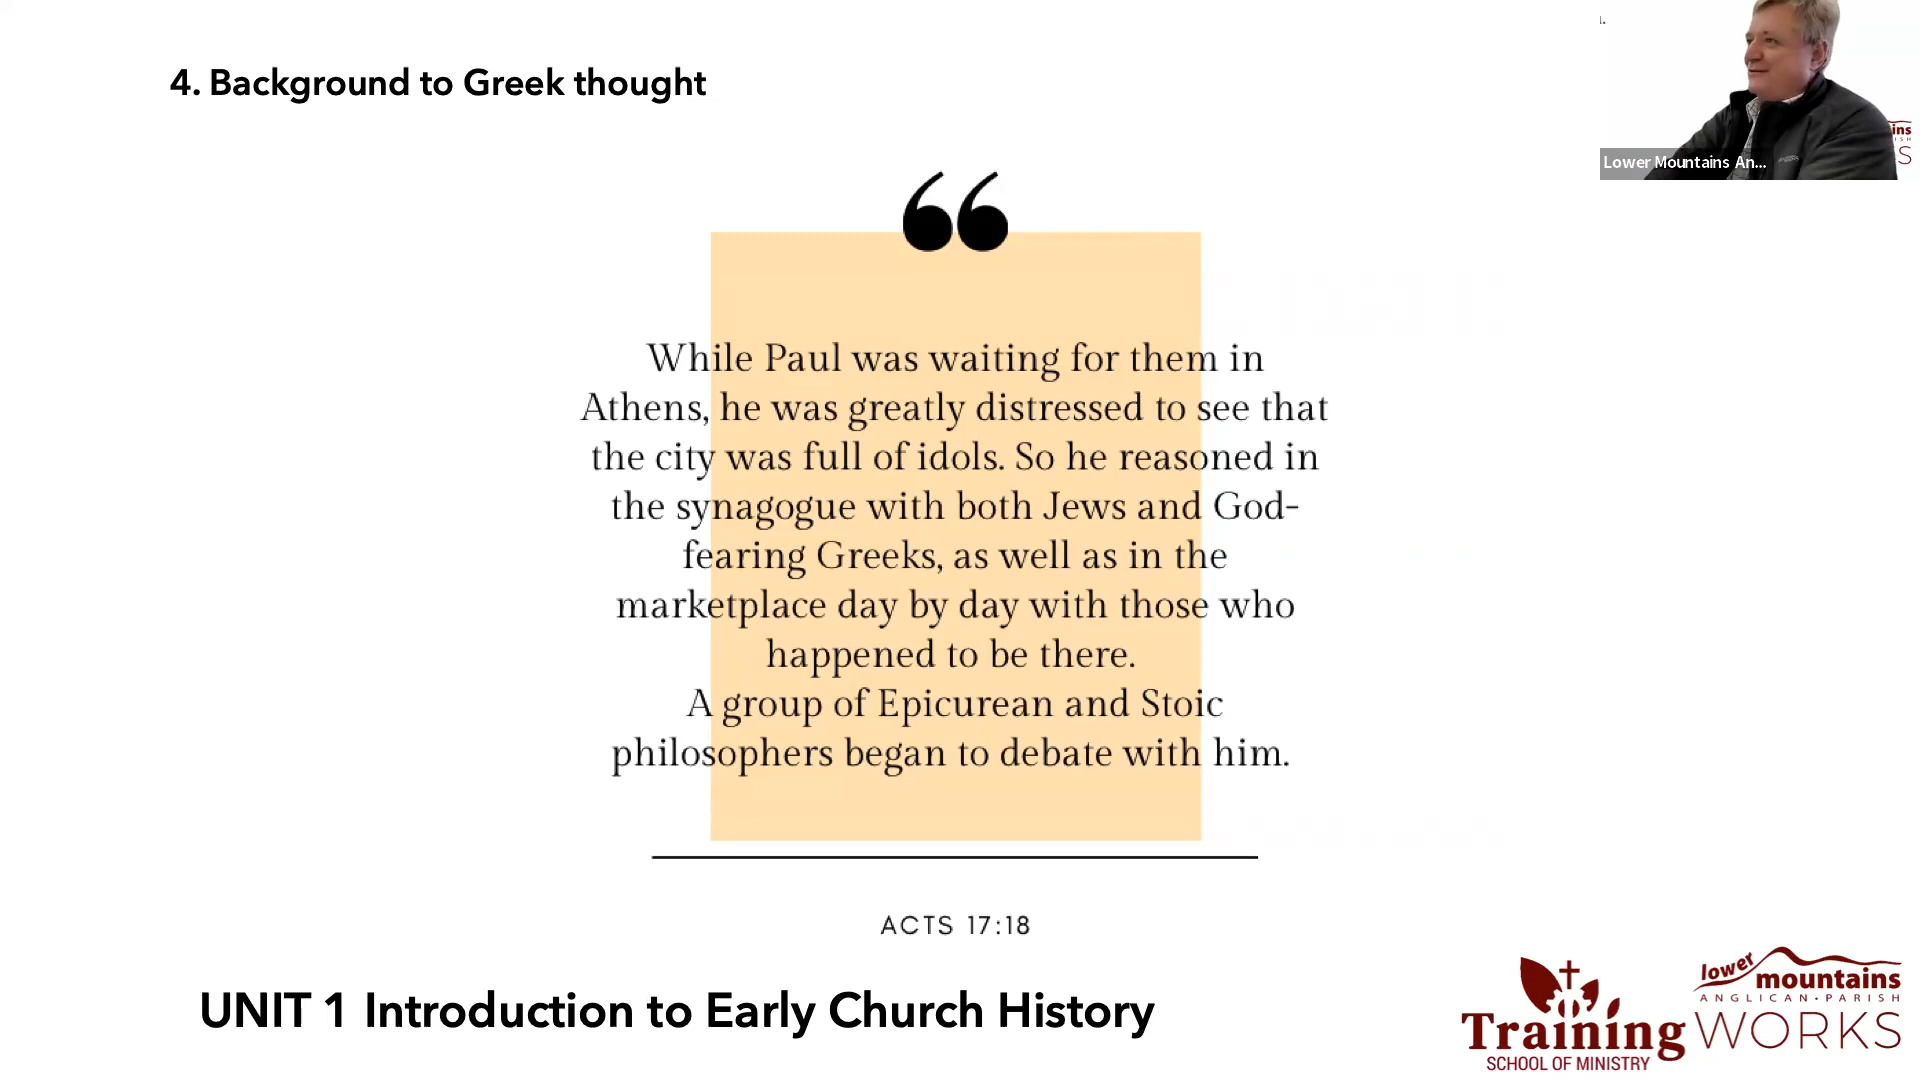 4. Background to Greek thought
Lower Mountains An...
ins
“
While Paul was waiting for them in
Athens, he was greatly distressed to see that
the city was full of idols. So he reasoned in
the synagogue with both Jews and God-
fearing Greeks, as well as in the
marketplace day by day with those who
happened to be there.
A group of Epicurean and Stoic
philosophers began to debate with him.
ACTS 17:18
UNIT 1 Introduction to Early Church History
Training
SCHOOL OF MINISTRY
lower mountains
ANGLICAN • PARISH
WORKS